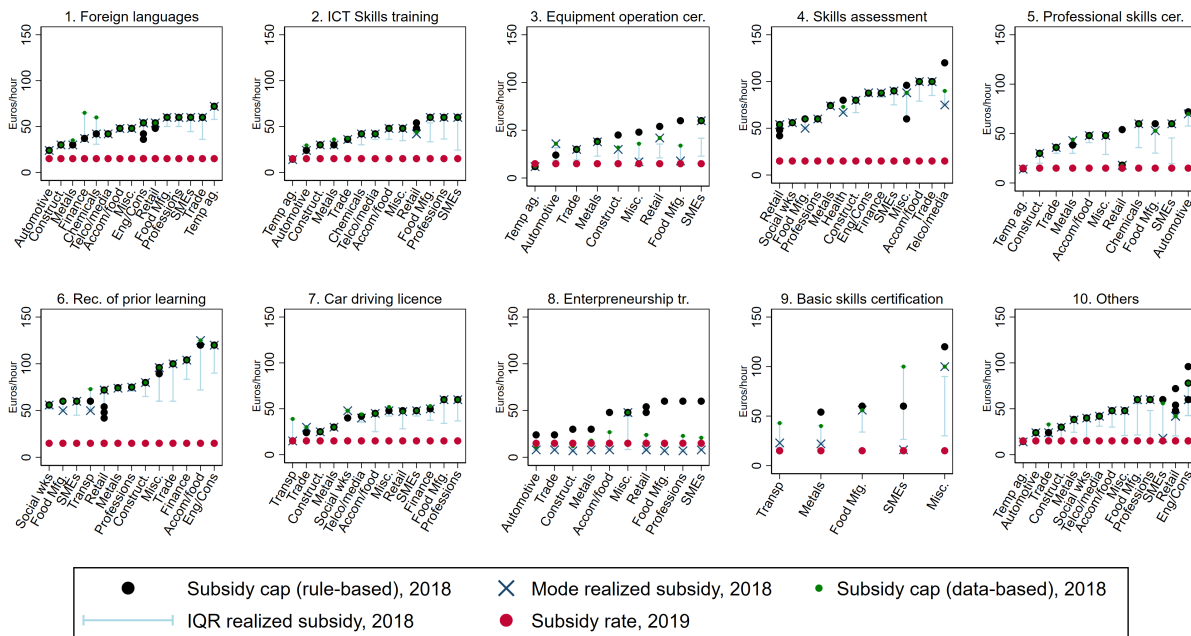 1. Foreign languages
Euros/hour
150
100
50
0
Automotive
Construct.
Metals
Finance
Chemicals
Telco/media
Accom/food
Misc.
Eng/Cons
Retail
Food Mfg.
Professions
SMEs
Trade
Temp ag.
2. ICT Skills training
Euros/hour
150
100
50
0
Temp ag.
Automotive
Construct.
Metals
Trade
Chemicals
Telco/media
Accom/food
Misc.
Retail
Food Mfg.
Professions
SMEs
3. Equipment operation cer.
Euros/hour
150
100
50
0
Temp ag.
Automotive
Trade
Metals
Construct.
Misc.
Retail
Food Mfg.
SMEs
4. Skills assessment
Euros/hour
150
100
50
0
Retail
Social wks
Food Mfg.
Professions
Metals
Health
Construct.
Eng/Cons
Finance
SMEs
Misc.
Accom/food
Trade
Telco/media
5. Professional skills cer.
Euros/hour
150
100
50
0
Temp ag.
Construct.
Trade
Metals
Accom/food
Misc.
Retail
Chemicals
Food Mfg.
SMEs
Automotive
6. Rec. of prior learning
Euros/hour
150
100
50
0
Social wks
Food Mfg.
SMEs
Transp
Retail
Metals
Professions
Construct.
Misc.
Trade
Finance
Accom/food
Eng/Cons
7. Car driving licence
Euros/hour
150
100
50
0
Transp
Trade
Construct.
Metals
Social wks
Telco/media
Accom/food
Misc.
Retail
SMEs
Finance
Food Mfg.
Professions
8. Enterpreneurship tr.
Euros/hour
150
100
50
0
Automotive
Trade
Construct.
Metals
Accom/food
Misc.
Retail
Food Mfg.
Professions
SMEs
9. Basic skills certification
Euros/hour
150
100
50
0
Transp
Metals
Food Mfg.
SMEs
Misc.
10. Others
Euros/hour
150
100
50
0
Temp ag.
Automotive
Trade
Construct.
Metals
Social wks
Telco/media
Accom/food
Misc.
Food Mfg.
Professions
SMEs
Retail
Eng/Cons
Subsidy cap (rule-based), 2018
Mode realized subsidy, 2018
Subsidy cap (data-based), 2018
IQR realized subsidy, 2018
Subsidy rate, 2019